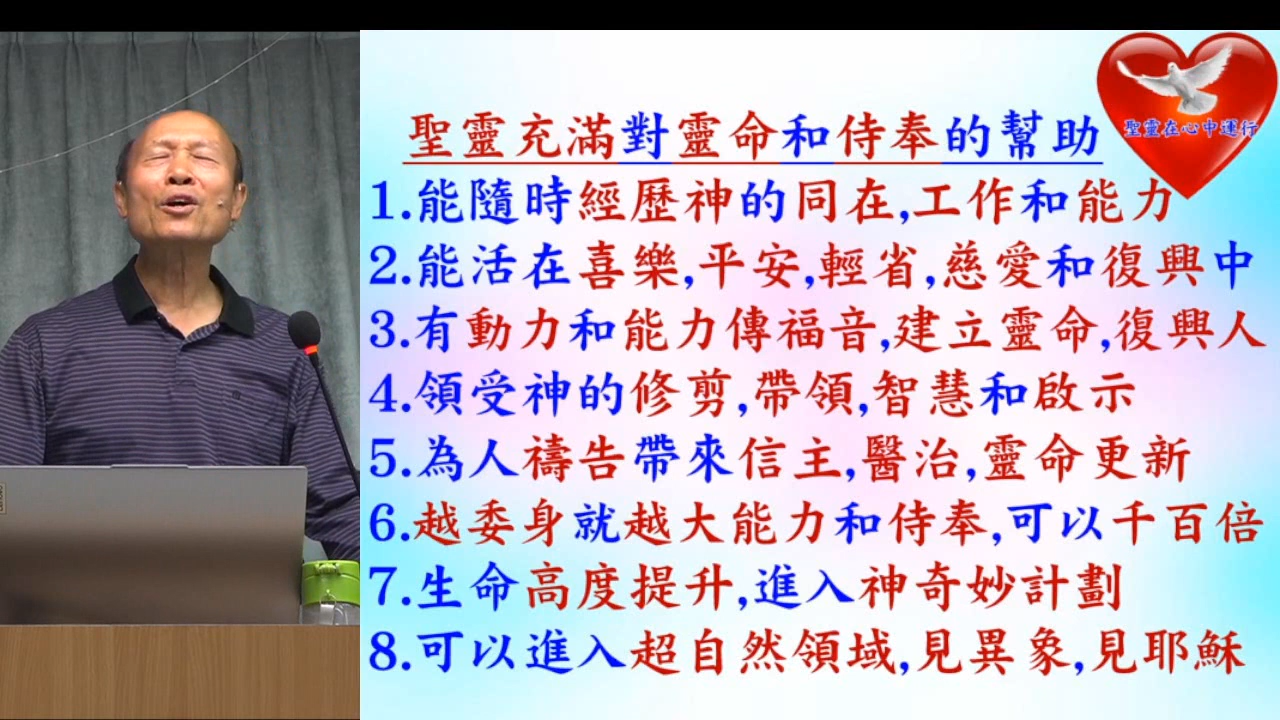 聖靈充滿對靈命和侍奉的幫助
聖靈在心中運行
1.能隨時經歷神的同在,工作和能力
2.能活在喜樂,平安,輕省,慈愛和復興中
3.有動力和能力傳福音,建立靈命,復興人
4.領受神的修剪,帶領,智慧和啟示
5.為人禱告帶來信主,醫治,靈命更新
6.越委身就越大能力和侍奉,可以千百倍
7.生命高度提升,進入神奇妙計劃
8.可以進入超自然領域,見異象,見耶穌